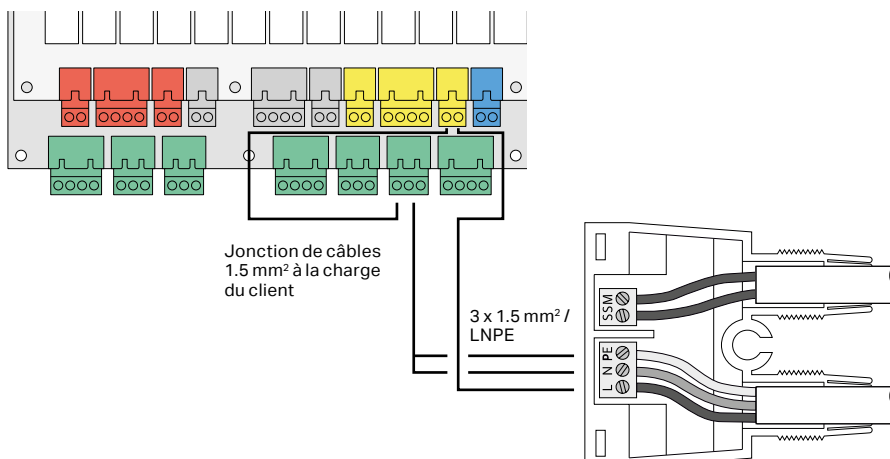 Jonction de câbles
1.5 mm² à la charge
du client
3 x 1.5 mm² /
LNPE
SSM
L N PE